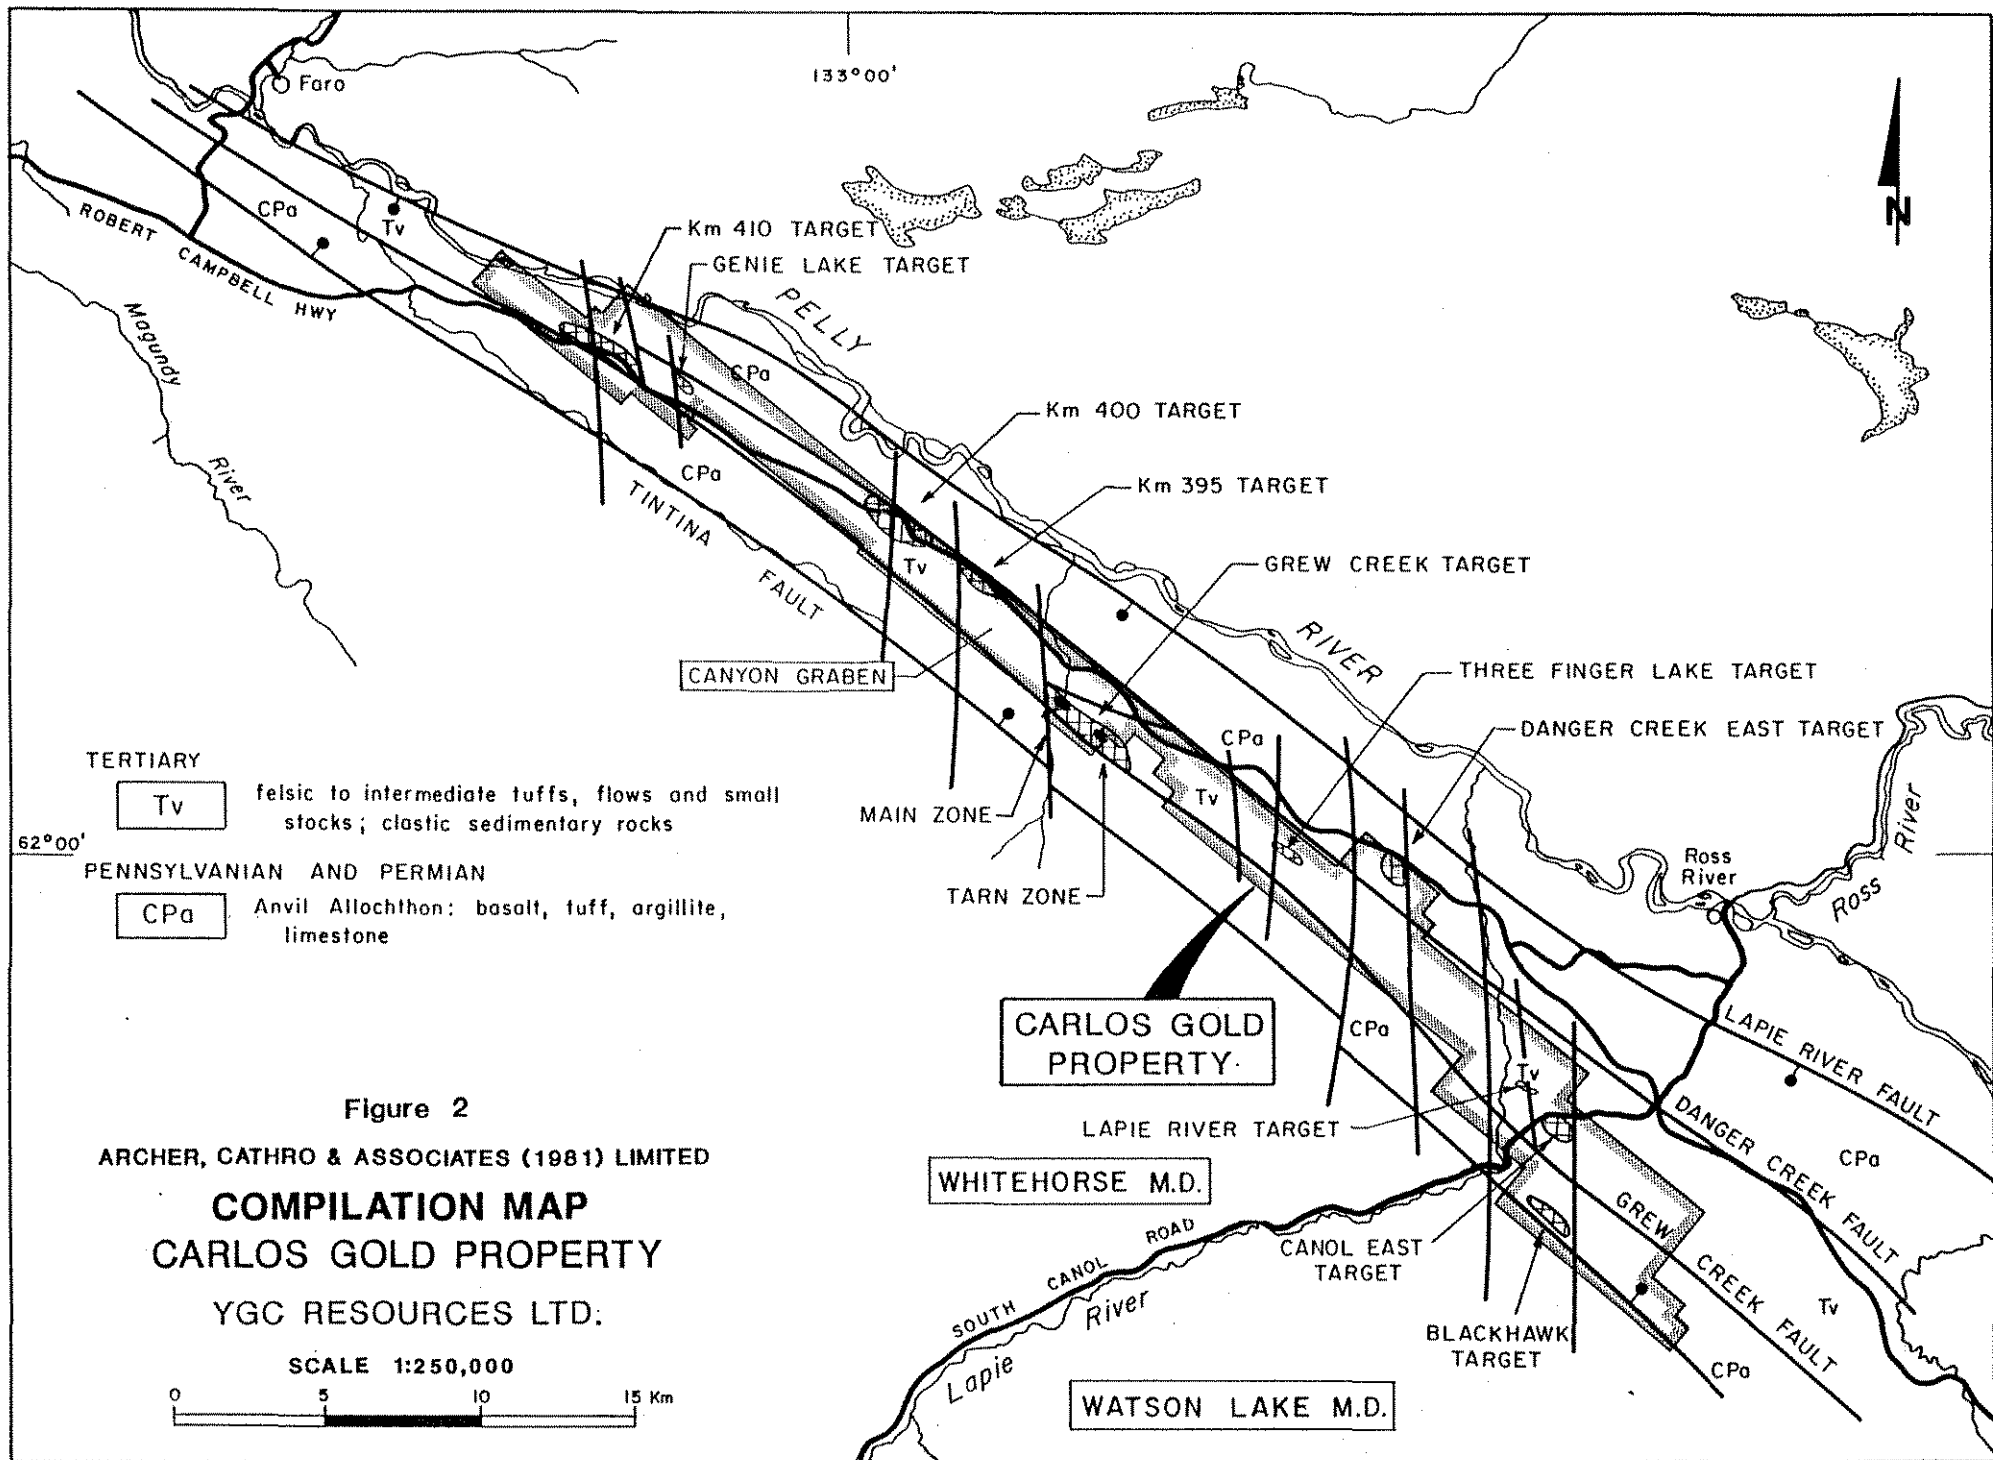 133°00'
Faro
N
CPa
Tv
ROBERT CAMPBELL HWY
Km 410 TARGET
GENIE LAKE TARGET
PELLY
Magundy
River
CPa
Km 400 TARGET
CPa
TINTINA FAULT
Km 395 TARGET
Tv
GREW CREEK TARGET
RIVER
CANYON GRABEN
THREE FINGER LAKE TARGET
DANGER CREEK EAST TARGET
CPa
Tv
MAIN ZONE
TARN ZONE
Ross
River
Ross River
TERTIARY
Tv
felsic to intermediate tuffs, flows and small
stocks; clastic sedimentary rocks
62°00'
PENNSYLVANIAN AND PERMIAN
CPa
Anvil Allochthon: basalt, tuff, argillite,
limestone
CARLOS GOLD
PROPERTY
CPa
LAPIE RIVER FAULT
Tv
LAPIE RIVER TARGET
DANGER CREEK FAULT
CPa
WHITEHORSE M.D.
GREW CREEK FAULT
SOUTH CANOL ROAD
CANOL EAST
TARGET
Lapie River
BLACKHAWK
TARGET
Tv
CPa
WATSON LAKE M.D.
Figure 2
ARCHER, CATHRO & ASSOCIATES (1981) LIMITED
COMPILATION MAP
CARLOS GOLD PROPERTY
YGC RESOURCES LTD.
SCALE 1:250,000
0 5 10 15 Km